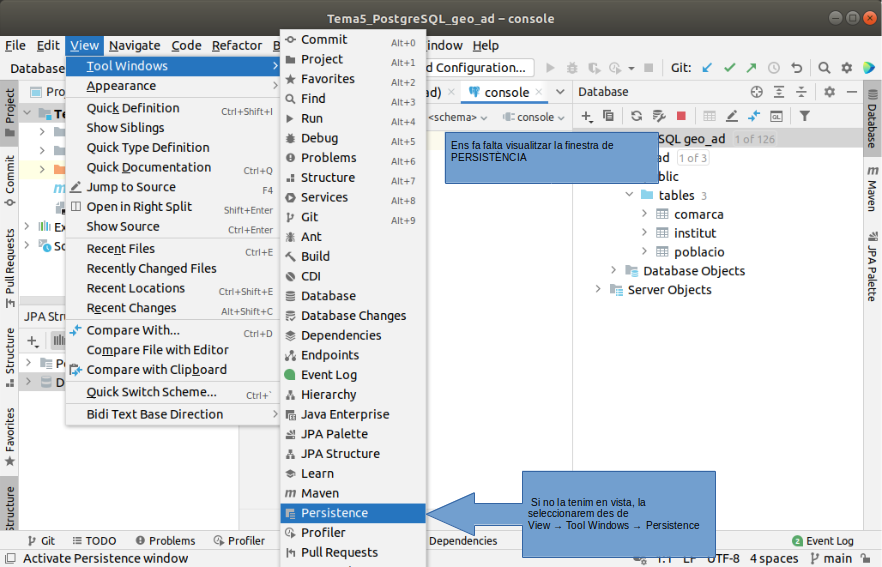 Tema5_PostgreSQL_geo_ad – console
File Edit View Navigate Code Refactor B indow Help
Database
d Configuration...
Git:
Tool Windows
Appearance
Quick Definition Ctrl+Shift+I
Show Siblings
Quick Type Definition
Quick Documentation Ctrl+Q
Jump to Source F4
Open in Right Split Shift+Enter
Show Source Ctrl+Enter
Recent Files Ctrl+E
Recently Changed Files
Recent Locations Ctrl+Shift+E
Recent Changes Alt+Shift+C
Compare With... Ctrl+D
Compare File with Editor
Compare with Clipboard
Quick Switch Scheme... Ctrl+`
Bidi Text Base Direction
Commit Alt+0
Project Alt+1
Favorites Alt+2
Find Alt+3
Run Alt+4
Debug Alt+5
Problems Alt+6
Structure Alt+7
Services Alt+8
Git Alt+9
Ant
Build
CDI
Database
Database Changes
Dependencies
Endpoints
Event Log
Hierarchy
Java Enterprise
JPA Palette
JPA Structure
Learn
Maven
Persistence
Profiler
Pull Requests
Project
Commit
Pull Requests
Structure
Favorites
Structure
Pro
Te
m
Ex
Sc
JPA Stru
P
D
ad)
console
<schema>
console
Database
SQL geo_ad 1 of 126
ad 1 of 3
blic
tables 3
comarca
institut
poblacio
Database Objects
Server Objects
Database
Maven
JPA Palette
Ens fa falta visualitzar la finestra de
PERSISTÈNCIA
Si no la tenim en vista, la
seleccionarem des de
View → Tool Windows → Persistence
Git TODO Problems Profiler Dependencies Event Log
Activate Persistence window
1:1 LF UTF-8 4 spaces main